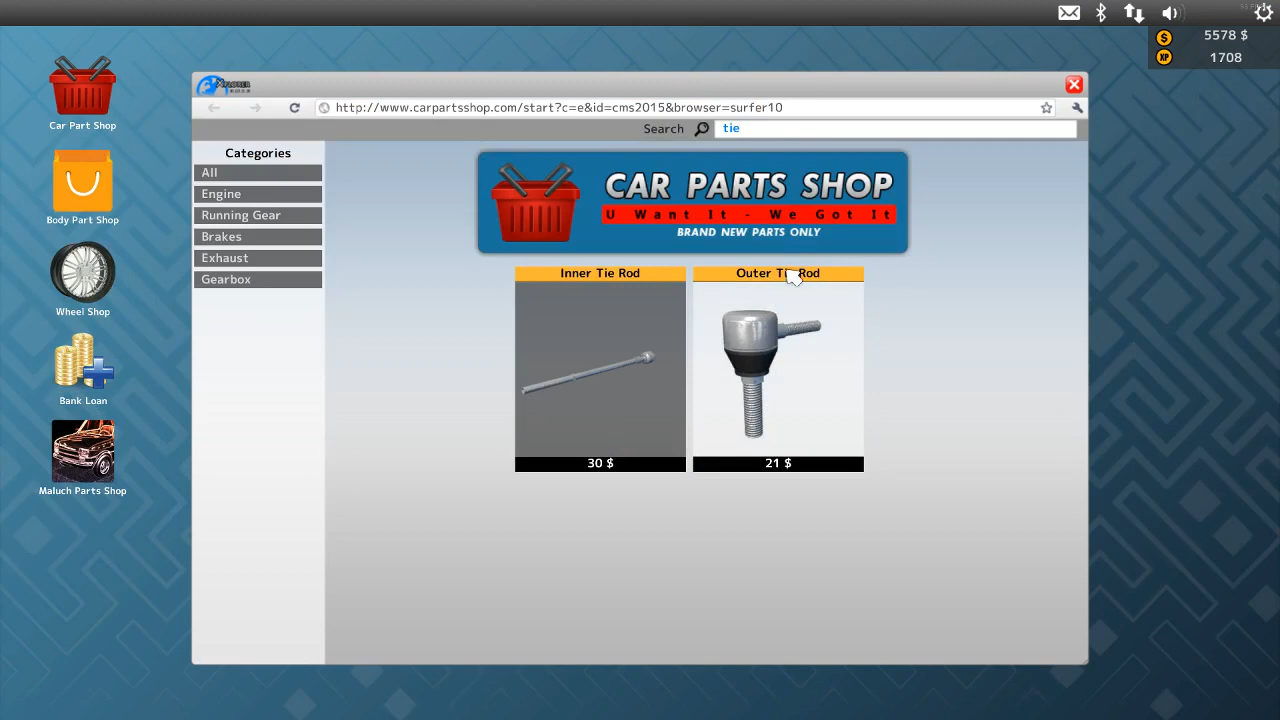 5578 $
1708
Car Part Shop
Body Part Shop
Wheel Shop
Bank Loan
Maluch Parts Shop
http://www.carpartsshop.com/start?c=e&id=cms2015&browser=surfer10
Search tie
Categories
All
Engine
Running Gear
Brakes
Exhaust
Gearbox
CAR PARTS SHOP
U Want It - We Got It
BRAND NEW PARTS ONLY
Inner Tie Rod
30 $
Outer Tie Rod
21 $